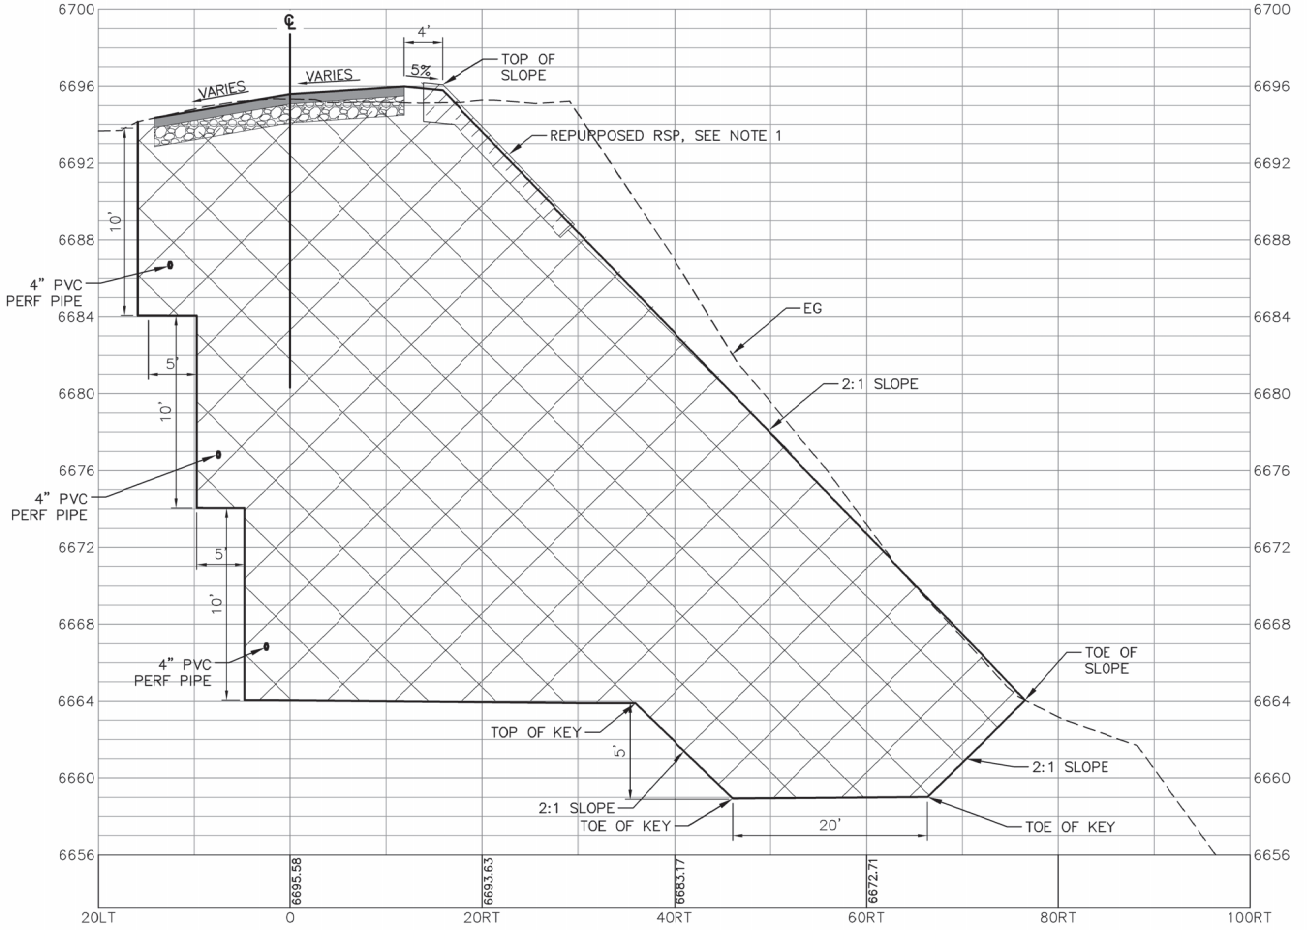 6700
6700
℄
4'
TOP OF
SLOPE
5%
VARIES
VARIES
6696
6696
REPURPOSED RSP, SEE NOTE 1
6692
6692
10'
6688
6688
4" PVC
PERF PIPE
EG
6684
6684
5'
2:1 SLOPE
6680
6680
10'
6676
6676
4" PVC
PERF PIPE
6672
6672
5'
10'
6668
6668
4" PVC
PERF PIPE
TOE OF
SLOPE
6664
6664
TOP OF KEY
5'
2:1 SLOPE
6660
6660
2:1 SLOPE
TOE OF KEY
20'
TOE OF KEY
6656
6656
6695.58
6693.63
6683.17
6672.71
20LT
0
20RT
40RT
60RT
80RT
100RT